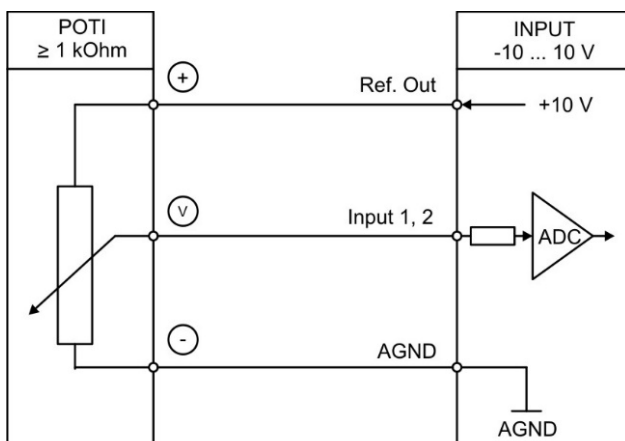 POTI
≥ 1 kOhm
INPUT
-10 ... 10 V
+
Ref. Out
+10 V
V
Input 1, 2
ADC
-
AGND
AGND